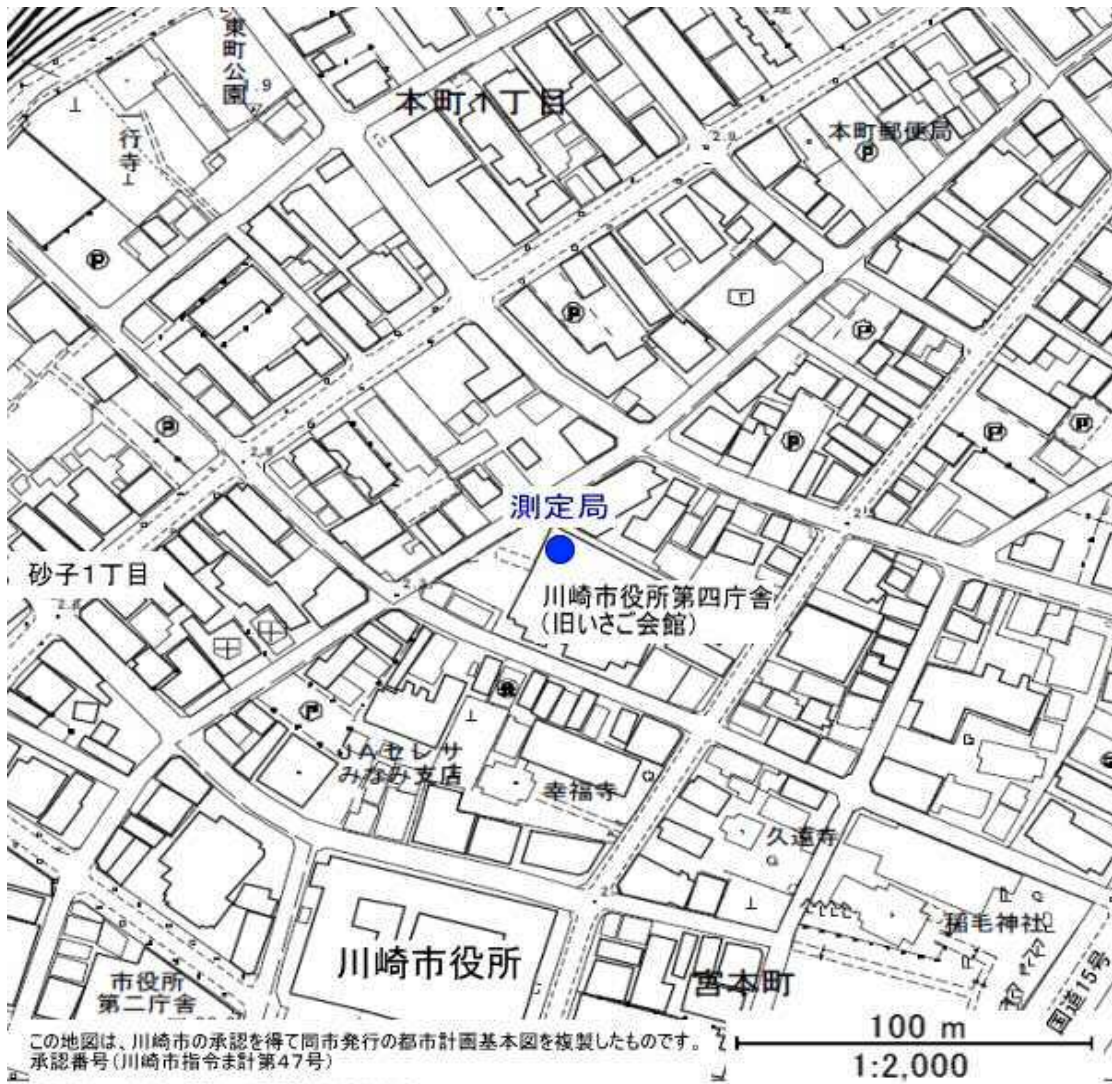 東町公園
本町1丁目
一行寺
本町郵便局
測定局
砂子1丁目
川崎市役所第四庁舎
(旧いさご会館)
JAセレサ
みなみ支店
幸福寺
久遠寺
稲毛神社
川崎市役所
宮本町
国道15号
市役所
第二庁舎
この地図は、川崎市の承認を得て同市発行の都市計画基本図を複製したものです。
承認番号(川崎市指令ま計第47号)
100 m
1:2,000